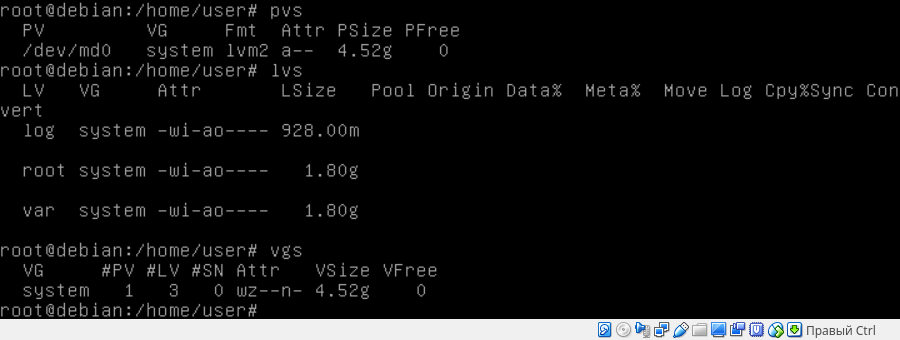 root@debian:/home/user# pvs
  PV         VG     Fmt  Attr PSize PFree
  /dev/md0   system lvm2 a--  4.52g    0
root@debian:/home/user# lvs
  LV   VG     Attr       LSize   Pool Origin Data%  Meta%  Move Log Cpy%Sync Con
vert
  log  system -wi-ao---- 928.00m
  root system -wi-ao----   1.80g
  var  system -wi-ao----   1.80g
root@debian:/home/user# vgs
  VG     #PV #LV #SN Attr   VSize VFree
  system   1   3   0 wz--n- 4.52g    0
root@debian:/home/user#
Правый Ctrl